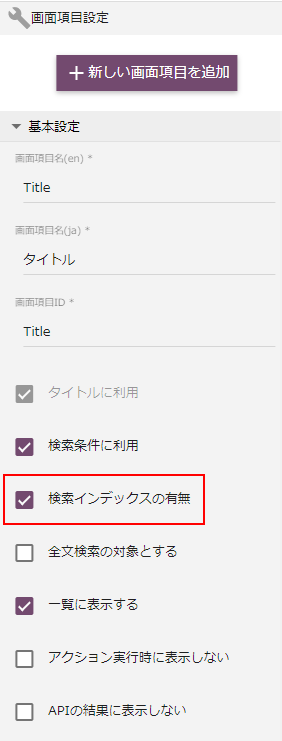 画面項目設定
＋新しい画面項目を追加
基本設定
画面項目名(en) *
Title
画面項目名(ja) *
タイトル
画面項目ID *
Title
タイトルに利用
検索条件に利用
検索インデックスの有無
全文検索の対象とする
一覧に表示する
アクション実行時に表示しない
APIの結果に表示しない